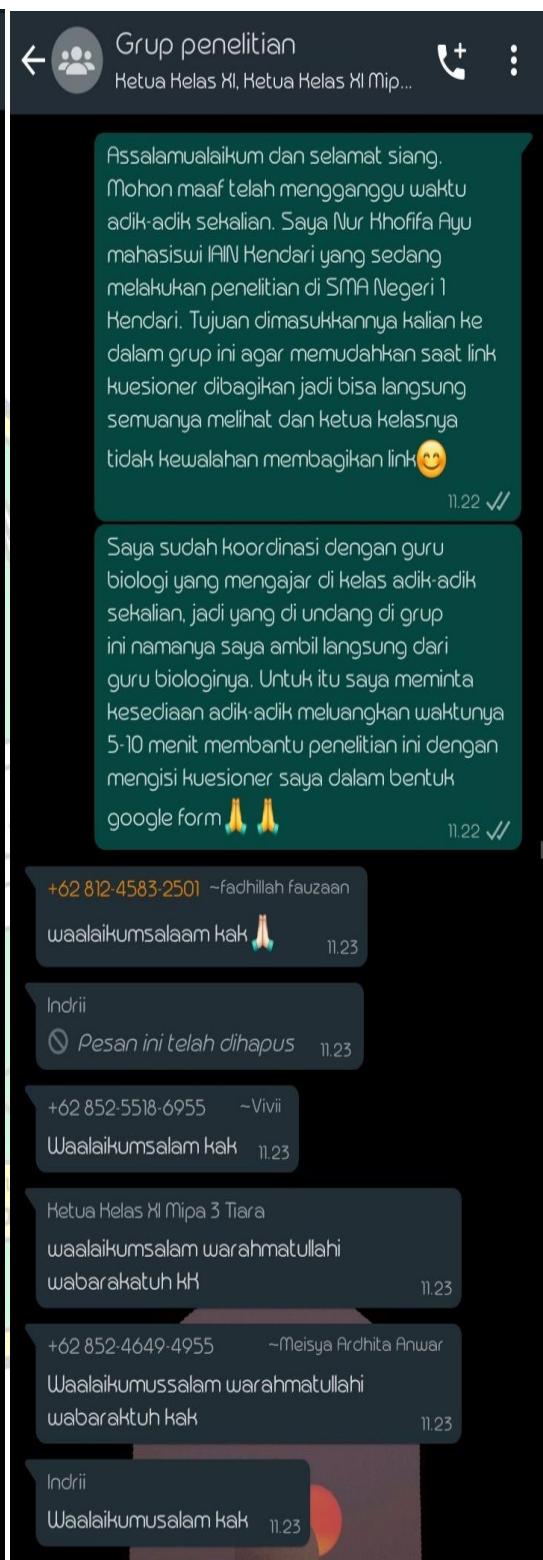 Grup penelitian
Ketua Kelas XI, Ketua Kelas XI Mip...
Assalamualaikum dan selamat siang.
Mohon maaf telah mengganggu waktu
adik-adik sekalian. Saya Nur Khofifa Ayu
mahasiswi IAIN Kendari yang sedang
melakukan penelitian di SMA Negeri 1
Kendari. Tujuan dimasukkannya kalian ke
dalam grup ini agar memudahkan saat link
kuesioner dibagikan jadi bisa langsung
semuanya melihat dan ketua kelasnya
tidak kewalahan membagikan link😊
11.22
Saya sudah koordinasi dengan guru
biologi yang mengajar di kelas adik-adik
sekalian, jadi yang di undang di grup
ini namanya saya ambil langsung dari
guru biologinya. Untuk itu saya meminta
kesediaan adik-adik meluangkan waktunya
5-10 menit membantu penelitian ini dengan
mengisi kuesioner saya dalam bentuk
google form🙏 🙏
11.22
+62 812-4583-2501 ~fadhillah fauzaan
waalaikumsalaam kak🙏🏻 11.23
Indrii
Pesan ini telah dihapus 11.23
+62 852-5518-6955 ~Vivii
Waalaikumsalam kak 11.23
Ketua Kelas XI Mipa 3 Tiara
waalaikumsalam warahmatullahi
wabarakatuh kK 11.23
+62 852-4649-4955 ~Meisya Ardhita Anwar
Waalaikumussalam warahmatullahi
wabaraktuh kak 11.23
Indrii
Waalaikumusalam kak 11.23